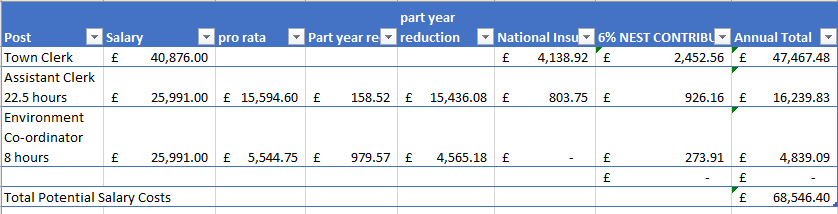 part year
Post Salary pro rata Part year re reduction National Insu 6% NEST CONTRIBU Annual Total
Town Clerk £ 40,876.00 £ 4,138.92 £ 2,452.56 £ 47,467.48
Assistant Clerk
22.5 hours £ 25,991.00 £ 15,594.60 £ 158.52 £ 15,436.08 £ 803.75 £ 926.16 £ 16,239.83
Environment
Co-ordinator
8 hours £ 25,991.00 £ 5,544.75 £ 979.57 £ 4,565.18 £ - £ 273.91 £ 4,839.09
£ - £ -
Total Potential Salary Costs £ 68,546.40